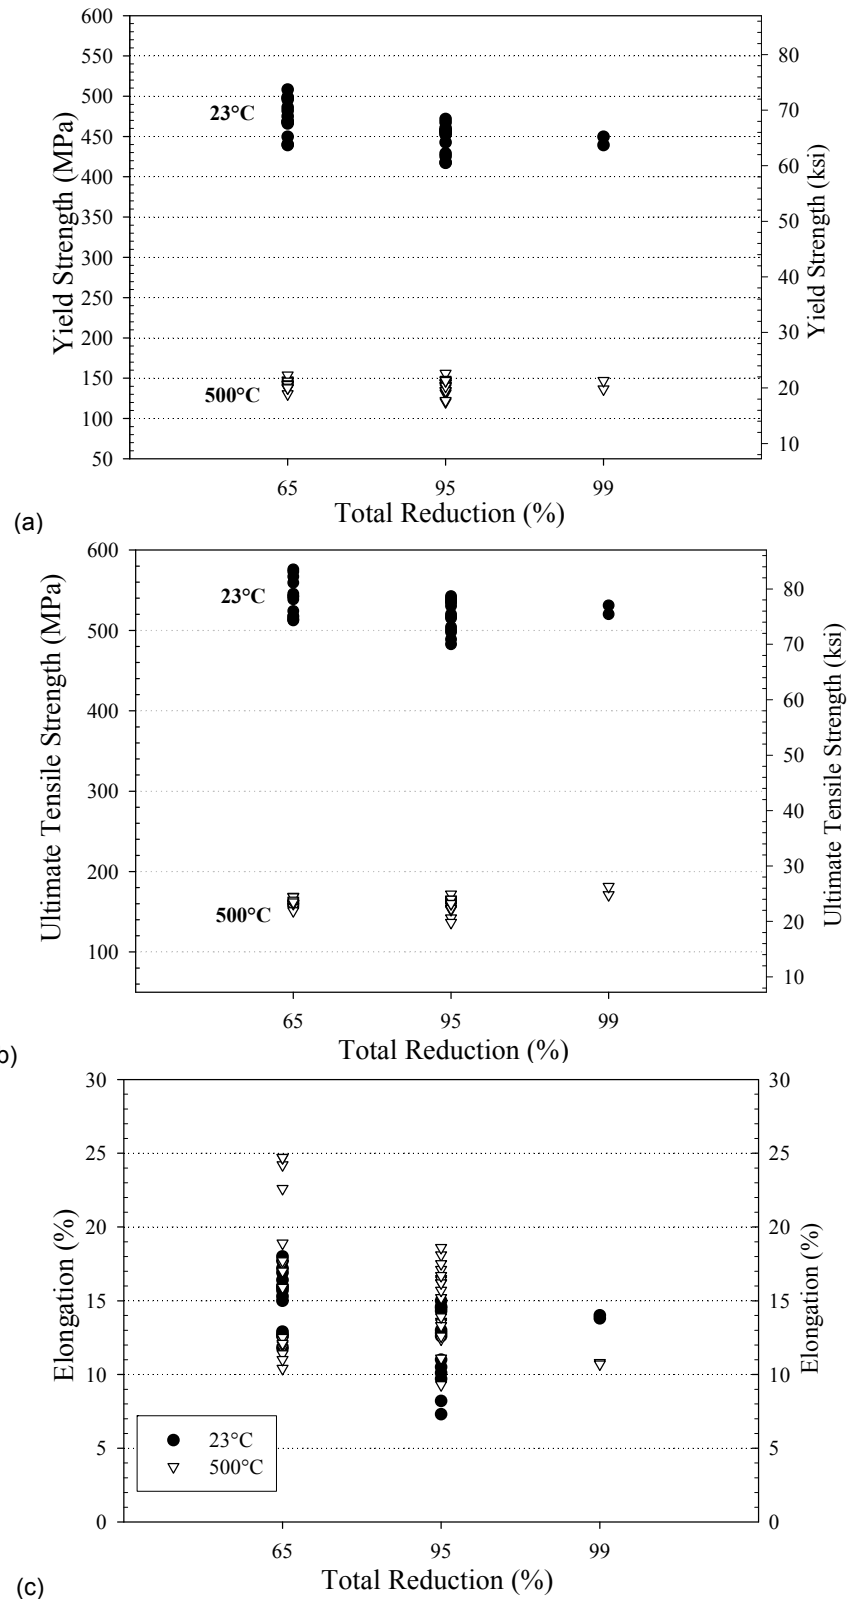 600
550
500
450
400
350
300
250
200
150
100
50
Yield Strength (MPa)
23°C
500°C
80
70
60
50
40
30
20
10
Yield Strength (ksi)
65 95 99
Total Reduction (%)
(a)
600
500
400
300
200
100
Ultimate Tensile Strength (MPa)
23°C
500°C
80
70
60
50
40
30
20
10
Ultimate Tensile Strength (ksi)
65 95 99
Total Reduction (%)
b)
30
25
20
15
10
5
0
Elongation (%)
23°C
500°C
30
25
20
15
10
5
0
Elongation (%)
65 95 99
Total Reduction (%)
(c)